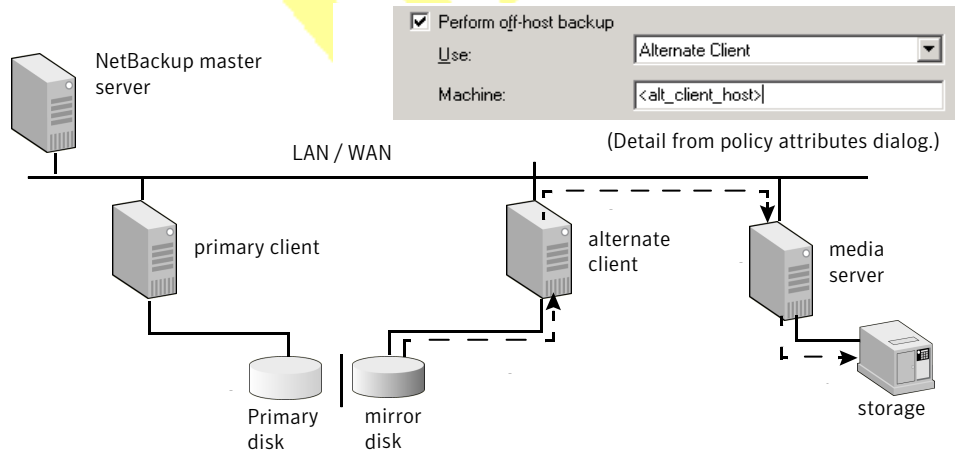 Perform off-host backup
Use:
Alternate Client
Machine:
<alt_client_host>
(Detail from policy attributes dialog.)
NetBackup master
server
LAN / WAN
primary client
alternate
client
media
server
Primary
disk
mirror
disk
storage